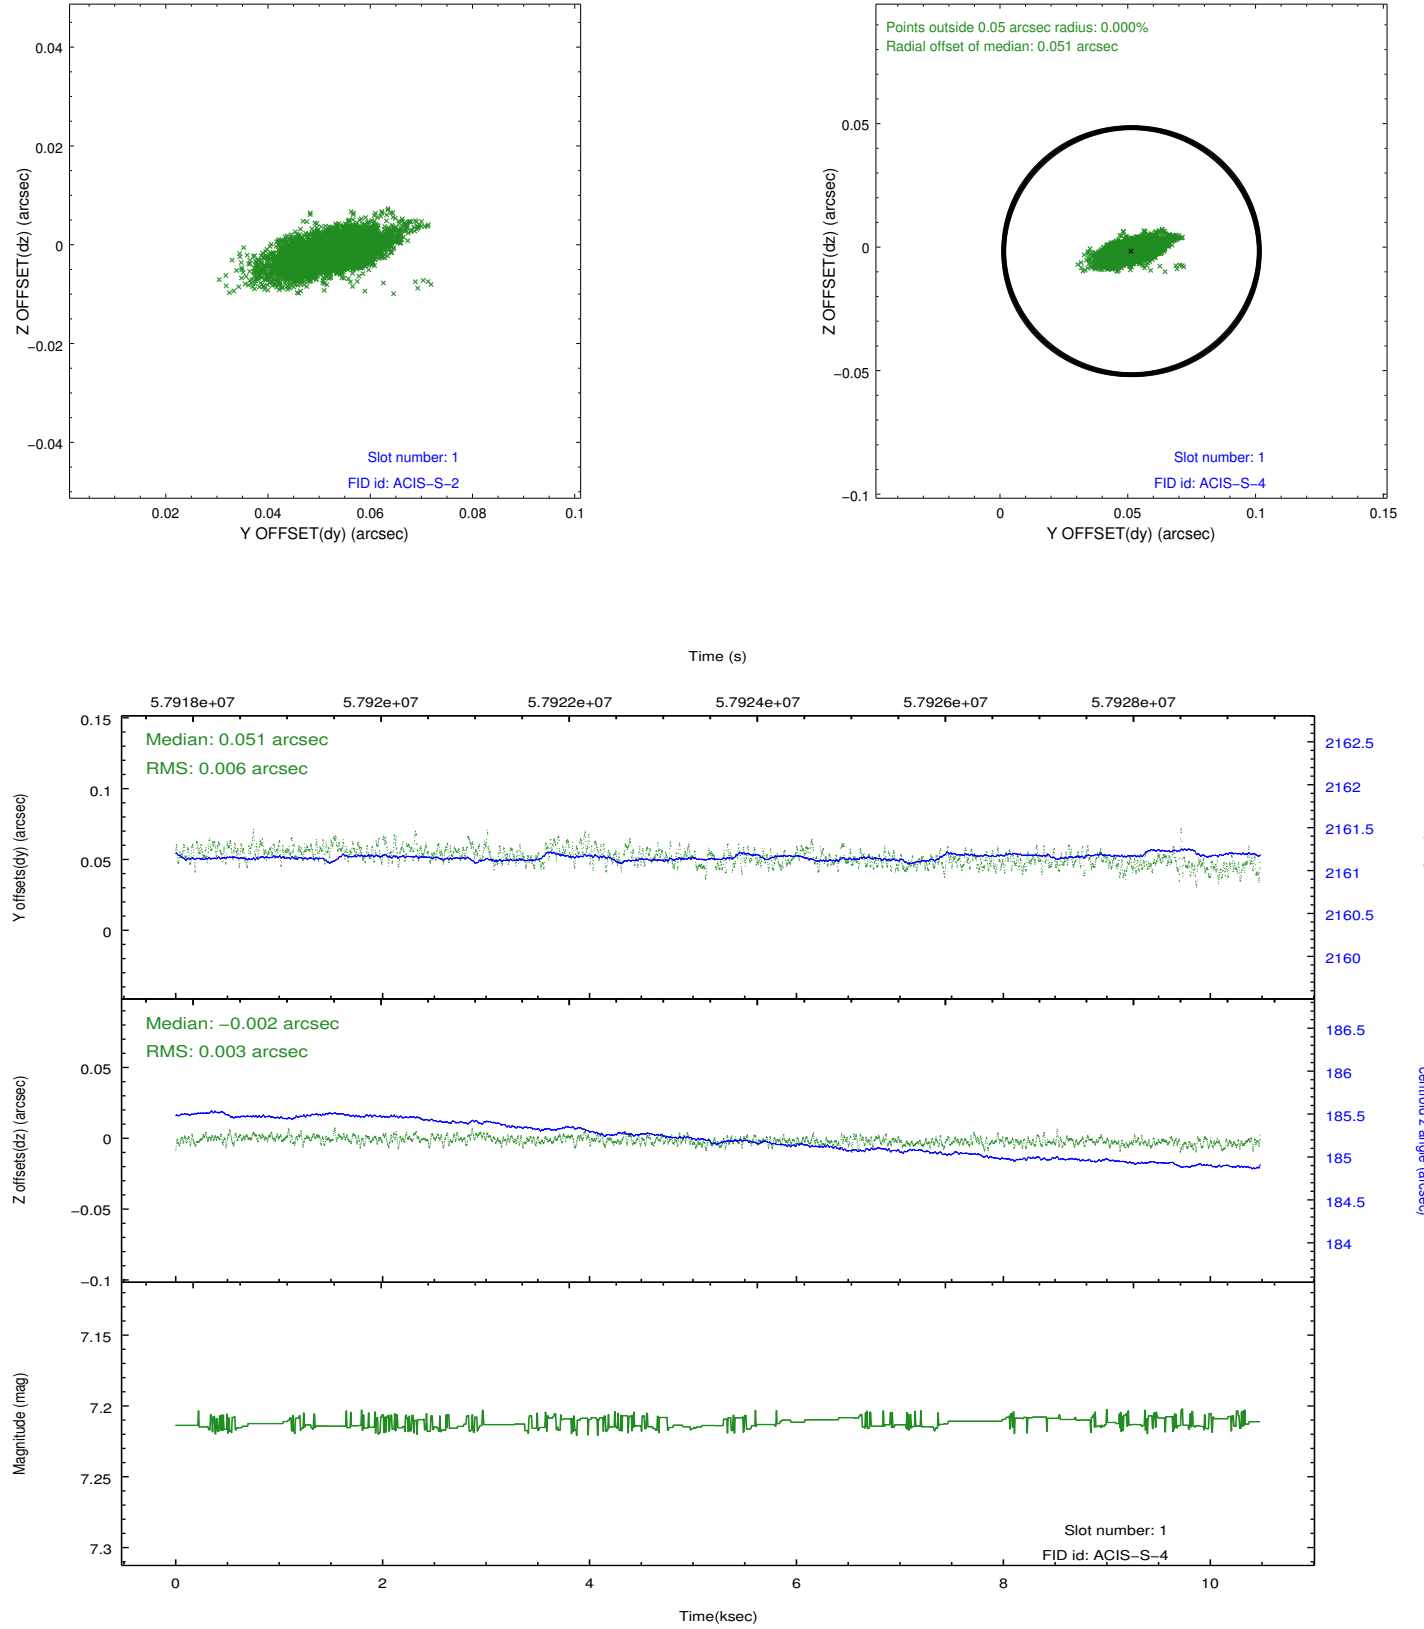 0.04
0.02
0
−0.02
−0.04
Z OFFSET(dz) (arcsec)
Slot number: 1
FID id: ACIS−S−2
0.02
0.04
0.06
0.08
0.1
Y OFFSET(dy) (arcsec)
Points outside 0.05 arcsec radius: 0.000%
Radial offset of median: 0.051 arcsec
0.05
0
−0.05
−0.1
Z OFFSET(dz) (arcsec)
Slot number: 1
FID id: ACIS−S−4
0
0.05
0.1
0.15
Y OFFSET(dy) (arcsec)
Time (s)
5.7918e+07
5.792e+07
5.7922e+07
5.7924e+07
5.7926e+07
5.7928e+07
Median: 0.051 arcsec
RMS: 0.006 arcsec
0.15
0.1
0.05
0
Y offsets(dy) (arcsec)
2162.5
2162
2161.5
2161
2160.5
2160
Median: −0.002 arcsec
RMS: 0.003 arcsec
0.05
0
−0.05
−0.1
Z offsets(dz) (arcsec)
186.5
186
185.5
185
184.5
184
centroid z angle (arcsec)
7.15
7.2
7.25
7.3
Magnitude (mag)
Slot number: 1
FID id: ACIS−S−4
0
2
4
6
8
10
Time(ksec)